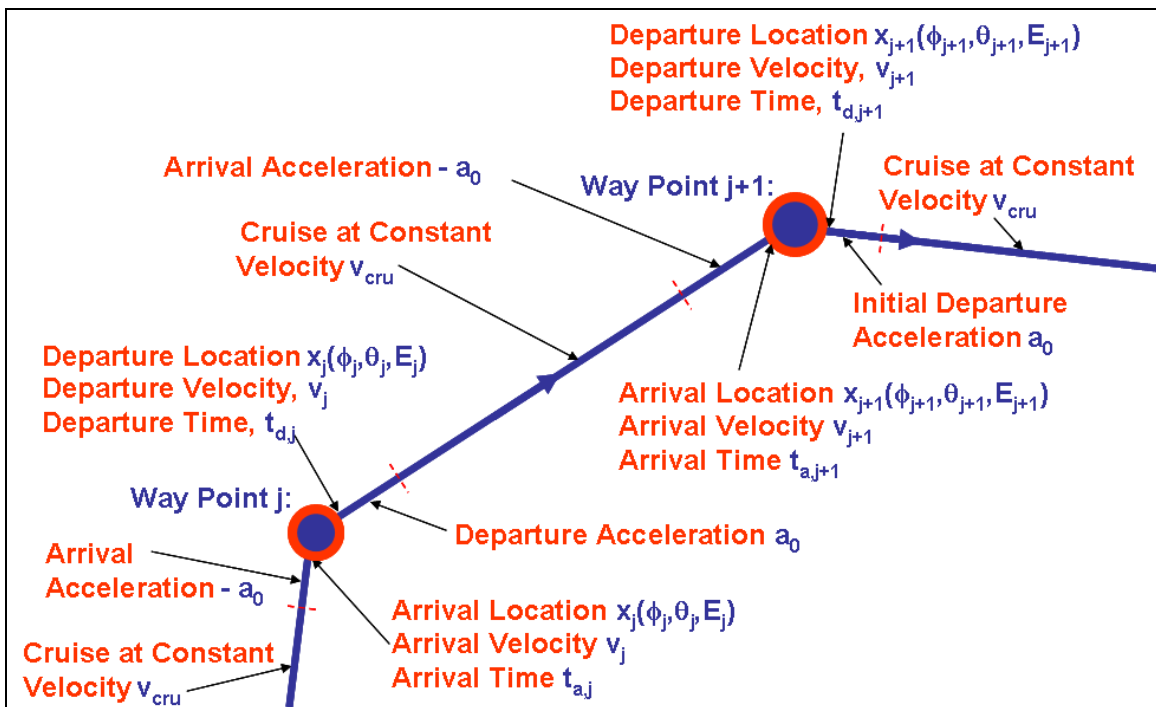 Departure Location x_{j+1}(ϕ_{j+1},θ_{j+1},E_{j+1})
Departure Velocity, v_{j+1}
Departure Time, t_{d,j+1}
Arrival Acceleration - a_0
Way Point j+1:
Cruise at Constant
Velocity v_{cru}
Cruise at Constant
Velocity v_{cru}
Initial Departure
Acceleration a_0
Departure Location x_j(ϕ_j,θ_j,E_j)
Departure Velocity, v_j
Departure Time, t_{d,j}
Arrival Location x_{j+1}(ϕ_{j+1},θ_{j+1},E_{j+1})
Arrival Velocity v_{j+1}
Arrival Time t_{a,j+1}
Way Point j:
Departure Acceleration a_0
Arrival
Acceleration - a_0
Arrival Location x_j(ϕ_j,θ_j,E_j)
Arrival Velocity v_j
Arrival Time t_{a,j}
Cruise at Constant
Velocity v_{cru}